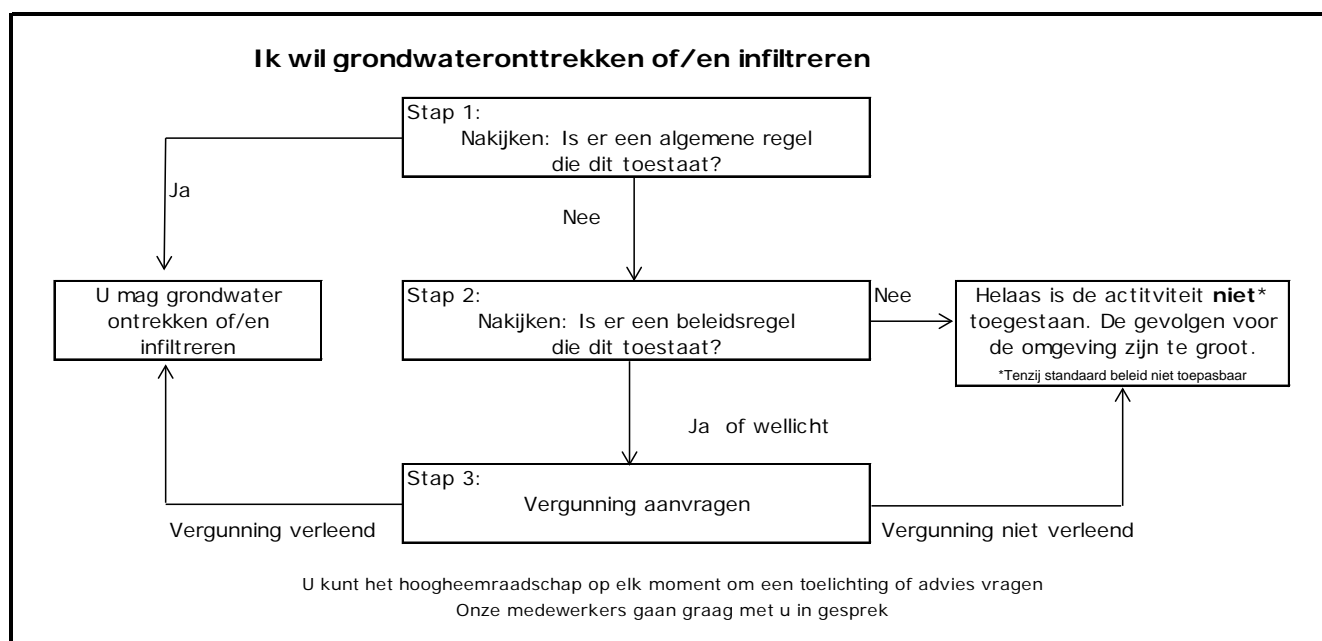 Ik wil grondwateronttrekken of/en infiltreren
Stap 1:
Nakijken: Is er een algemene regel
die dit toestaat?
Ja
Nee
U mag grondwater
ontrekken of/en
infiltreren
Stap 2:
Nakijken: Is er een beleidsregel
die dit toestaat?
Nee
Helaas is de actitviteit niet*
toegestaan. De gevolgen voor
de omgeving zijn te groot.
*Tenzij standaard beleid niet toepasbaar
Ja of wellicht
Stap 3:
Vergunning aanvragen
Vergunning verleend
Vergunning niet verleend
U kunt het hoogheemraadschap op elk moment om een toelichting of advies vragen
Onze medewerkers gaan graag met u in gesprek